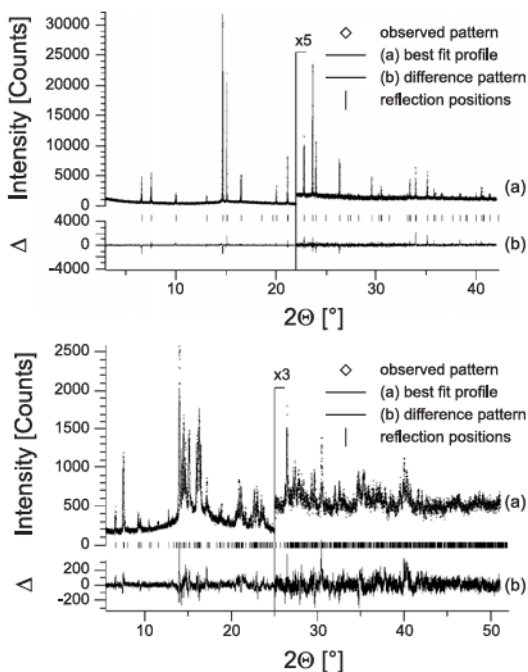 Intensity [Counts]
30000
25000
20000
15000
10000
5000
0
x5
observed pattern
(a) best fit profile
(b) difference pattern
reflection positions
(a)
Δ
4000
0
-4000
(b)
10
20
30
40
2Θ [°]
Intensity [Counts]
2500
2000
1500
1000
500
0
x3
observed pattern
(a) best fit profile
(b) difference pattern
reflection positions
(a)
Δ
200
0
-200
(b)
10
20
30
40
50
2Θ [°]